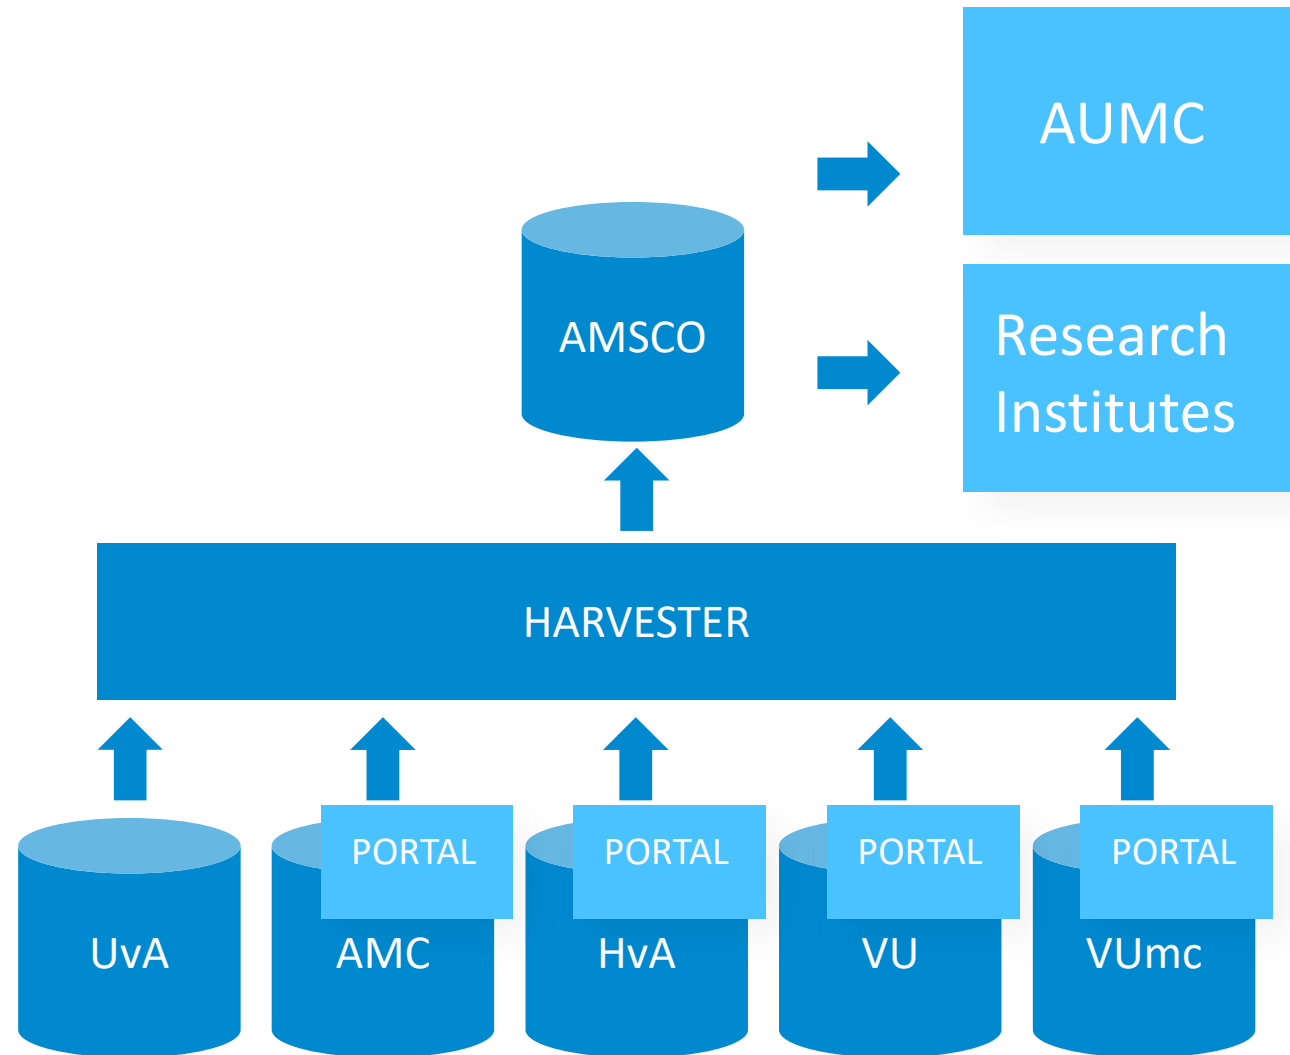 AUMC
AMSCO
Research
Institutes
HARVESTER
PORTAL
PORTAL
PORTAL
PORTAL
UvA
AMC
HvA
VU
VUmc